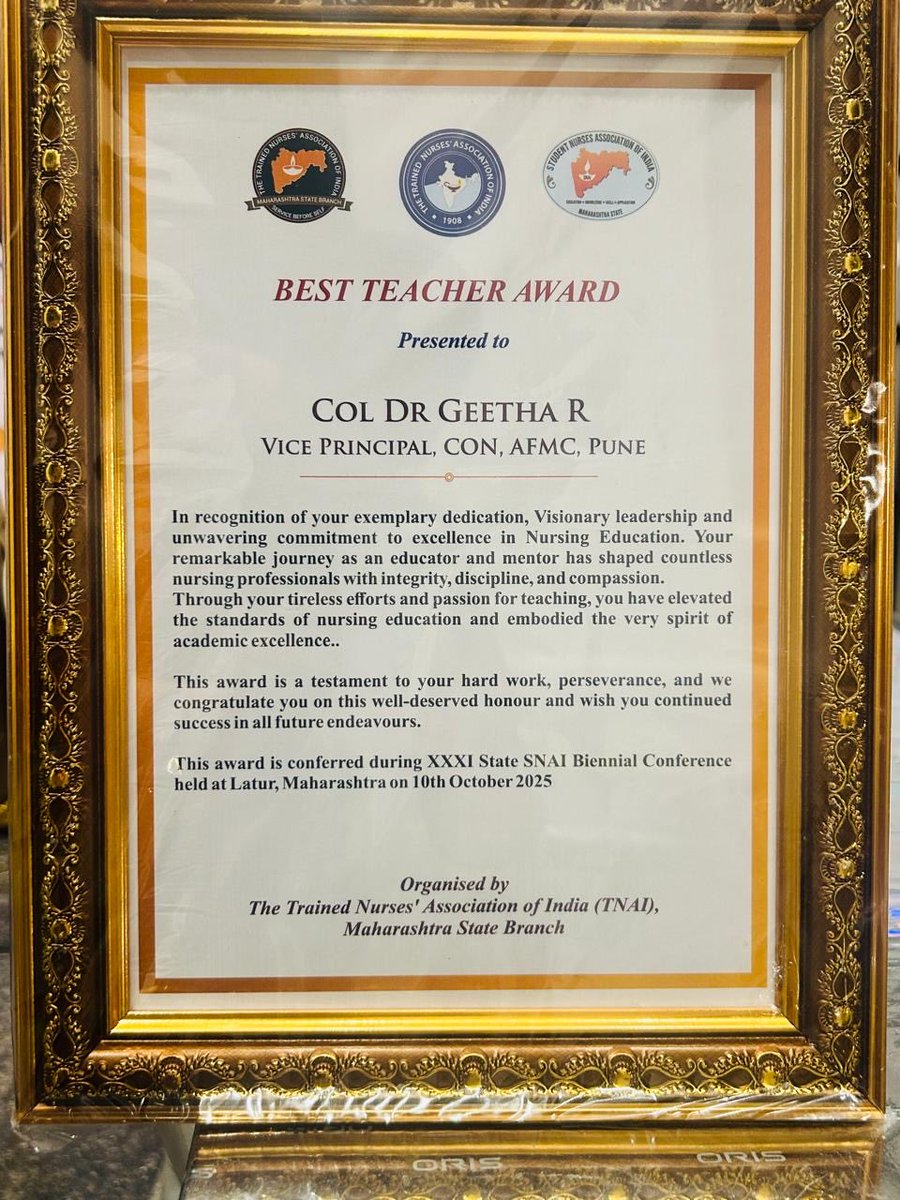 THE TRAINED NURSES' ASSOCIATION OF INDIA
MAHARASHTRA STATE BRANCH
SERVICE BEFORE SELF
THE TRAINED NURSES' ASSOCIATION OF INDIA
1908
STUDENT NURSES ASSOCIATION OF INDIA
MAHARASHTRA STATE
BEST TEACHER AWARD
Presented to
COL DR GEETHA R
VICE PRINCIPAL, CON, AFMC, PUNE
In recognition of your exemplary dedication, Visionary leadership and
unwavering commitment to excellence in Nursing Education. Your
remarkable journey as an educator and mentor has shaped countless
nursing professionals with integrity, discipline, and compassion.
Through your tireless efforts and passion for teaching, you have elevated
the standards of nursing education and embodied the very spirit of
academic excellence..
This award is a testament to your hard work, perseverance, and we
congratulate you on this well-deserved honour and wish you continued
success in all future endeavours.
This award is conferred during XXXI State SNAI Biennial Conference
held at Latur, Maharashtra on 10th October 2025
Organised by
The Trained Nurses' Association of India (TNAI),
Maharashtra State Branch
ORIS
ORIS